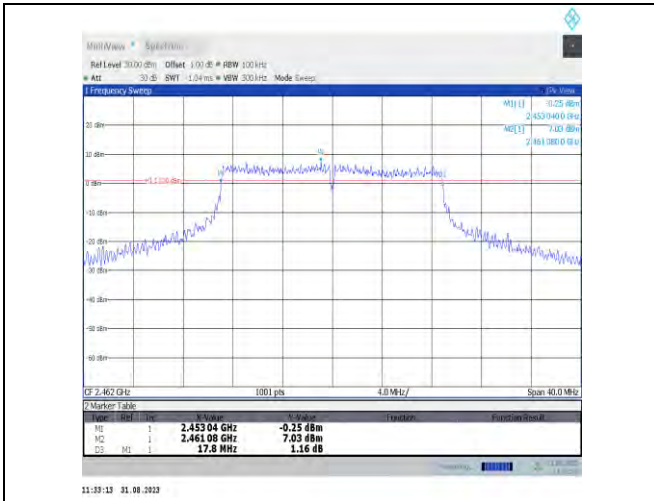 MultiView Spectrum
Ref Level 20.00 dBm Offset 1.00 dB RBW 100 kHz
Att 30 dB SWT 1.04 ms VBW 300 kHz Mode Sweep
1 Frequency Sweep
1Pk View
M1[1] -0.25 dBm
2.453 040 0 GHz
M2[1] 7.03 dBm
2.461 080 0 GHz
20 dBm
10 dBm
M2
0 dBm
-10 dBm
-20 dBm
-30 dBm
-40 dBm
-50 dBm
-60 dBm
CF 2.462 GHz 1001 pts 4.0 MHz/ Span 40.0 MHz
2 Marker Table
Type Ref Trc X-Value Y-Value Function Function Result
M1 1 2.453 04 GHz -0.25 dBm
M2 1 2.461 08 GHz 7.03 dBm
D3 M1 1 17.8 MHz 1.16 dB
11:33:13 31.08.2023